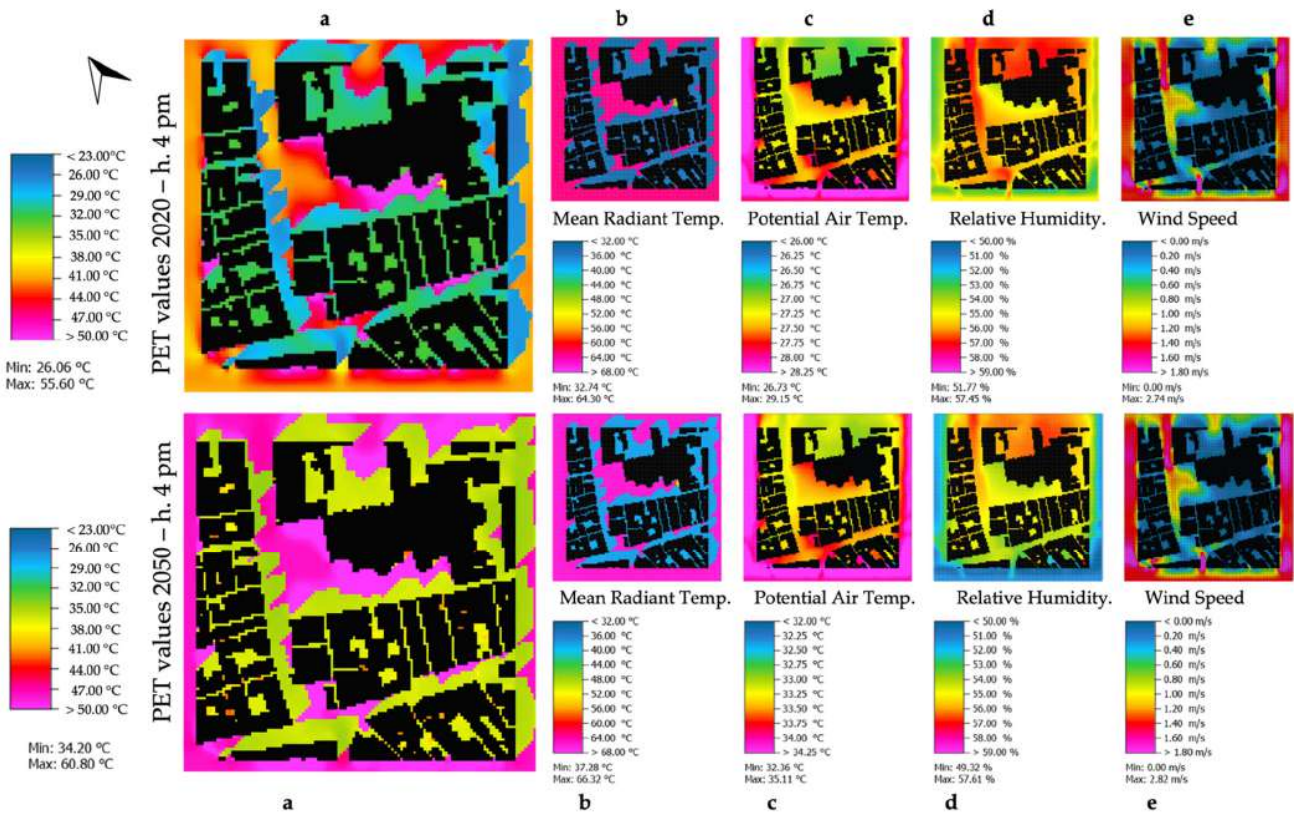 a
b
c
d
e
PET values 2020 – h. 4 pm
< 23.00°C
26.00 °C
29.00 °C
32.00 °C
35.00 °C
38.00 °C
41.00 °C
44.00 °C
47.00 °C
> 50.00 °C
Min: 26.06 °C
Max: 55.60 °C
Mean Radiant Temp.
< 32.00 °C
36.00 °C
40.00 °C
44.00 °C
48.00 °C
52.00 °C
56.00 °C
60.00 °C
64.00 °C
> 68.00 °C
Min: 32.74 °C
Max: 64.30 °C
Potential Air Temp.
< 26.00 °C
26.25 °C
26.50 °C
26.75 °C
27.00 °C
27.25 °C
27.50 °C
27.75 °C
28.00 °C
> 28.25 °C
Min: 26.73 °C
Max: 29.15 °C
Relative Humidity.
< 50.00 %
51.00 %
52.00 %
53.00 %
54.00 %
55.00 %
56.00 %
57.00 %
58.00 %
> 59.00 %
Min: 51.77 %
Max: 57.45 %
Wind Speed
< 0.00 m/s
0.20 m/s
0.40 m/s
0.60 m/s
0.80 m/s
1.00 m/s
1.20 m/s
1.40 m/s
1.60 m/s
> 1.80 m/s
Min: 0.00 m/s
Max: 2.74 m/s
PET values 2050 – h. 4 pm
< 23.00°C
26.00 °C
29.00 °C
32.00 °C
35.00 °C
38.00 °C
41.00 °C
44.00 °C
47.00 °C
> 50.00 °C
Min: 34.20 °C
Max: 60.80 °C
Mean Radiant Temp.
< 32.00 °C
36.00 °C
40.00 °C
44.00 °C
48.00 °C
52.00 °C
56.00 °C
60.00 °C
64.00 °C
> 68.00 °C
Min: 37.28 °C
Max: 66.32 °C
Potential Air Temp.
< 32.00 °C
32.25 °C
32.50 °C
32.75 °C
33.00 °C
33.25 °C
33.50 °C
33.75 °C
34.00 °C
> 34.25 °C
Min: 32.36 °C
Max: 35.11 °C
Relative Humidity.
< 50.00 %
51.00 %
52.00 %
53.00 %
54.00 %
55.00 %
56.00 %
57.00 %
58.00 %
> 59.00 %
Min: 49.32 %
Max: 57.61 %
Wind Speed
< 0.00 m/s
0.20 m/s
0.40 m/s
0.60 m/s
0.80 m/s
1.00 m/s
1.20 m/s
1.40 m/s
1.60 m/s
> 1.80 m/s
Min: 0.00 m/s
Max: 2.82 m/s
a
b
c
d
e